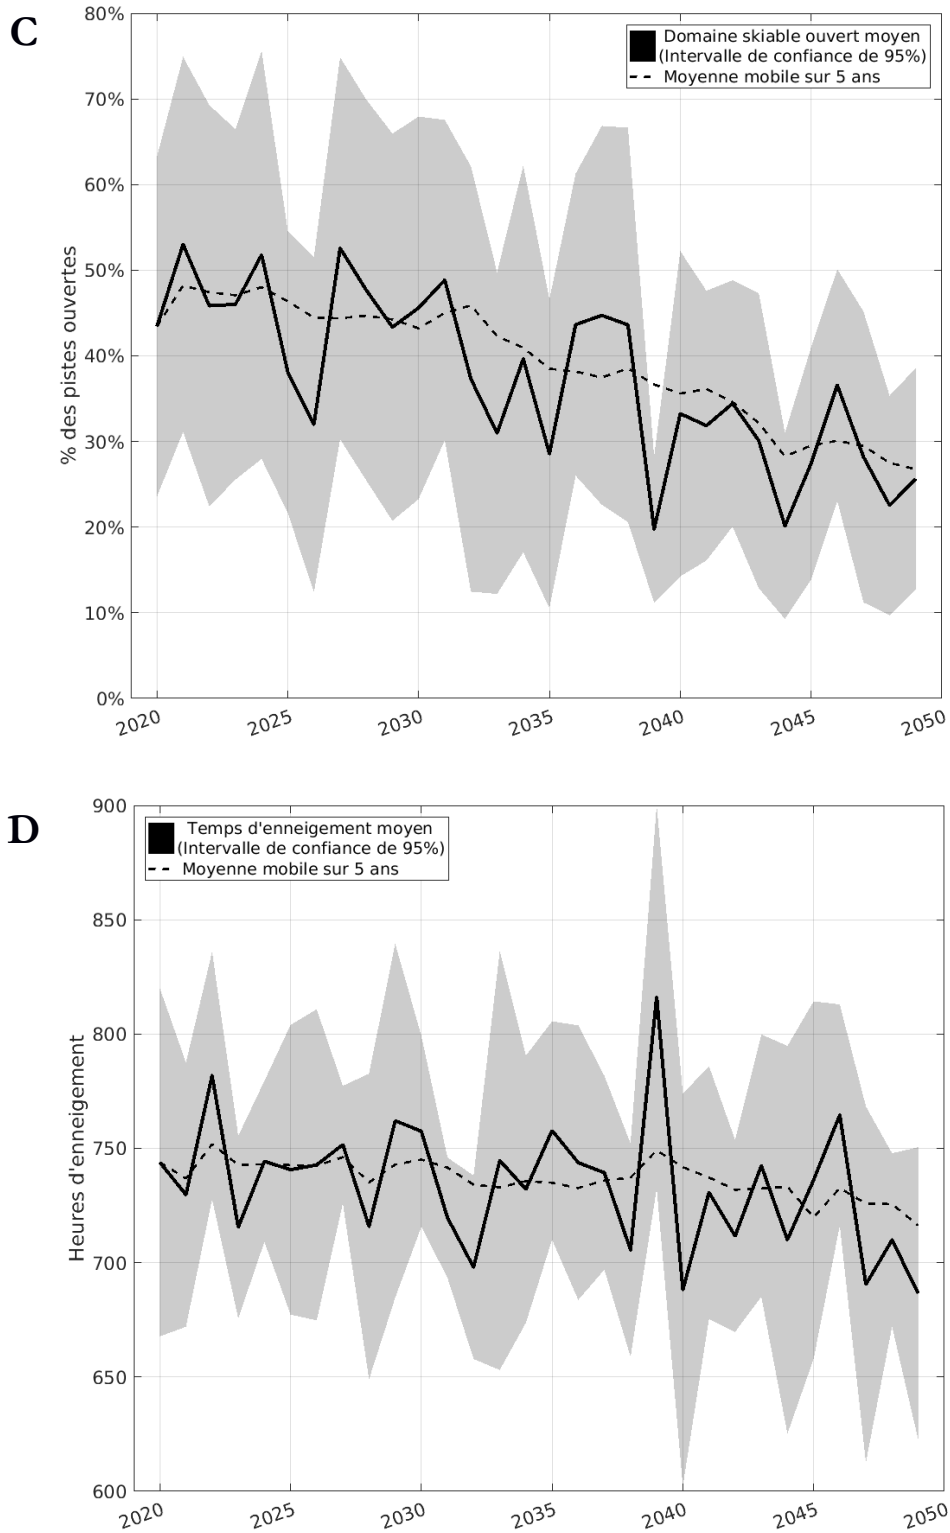 C
80%
70%
60%
50%
40%
30%
20%
10%
0%
% des pistes ouvertes
Domaine skiable ouvert moyen
(Intervalle de confiance de 95%)
Moyenne mobile sur 5 ans
2020 2025 2030 2035 2040 2045 2050
D
900
850
800
750
700
650
600
Heures d'enneigement
Temps d'enneigement moyen
(Intervalle de confiance de 95%)
Moyenne mobile sur 5 ans
2020 2025 2030 2035 2040 2045 2050